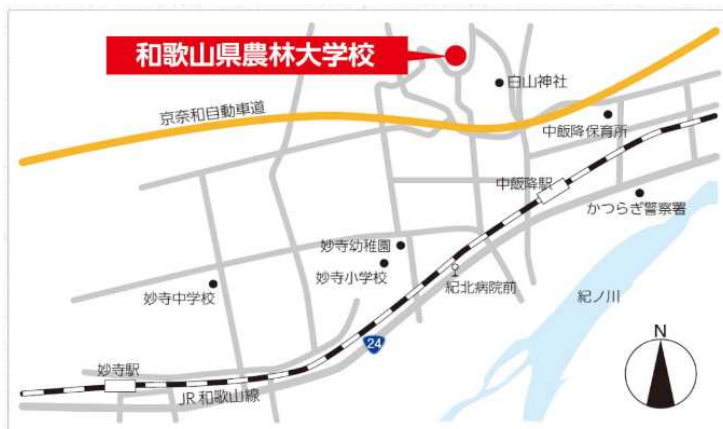 和歌山県農林大学校
白山神社
京奈和自動車道
中飯降保育所
中飯降駅
かつらぎ警察署
妙寺幼稚園
妙寺小学校
紀北病院前
妙寺中学校
紀ノ川
24
N
妙寺駅
JR和歌山線